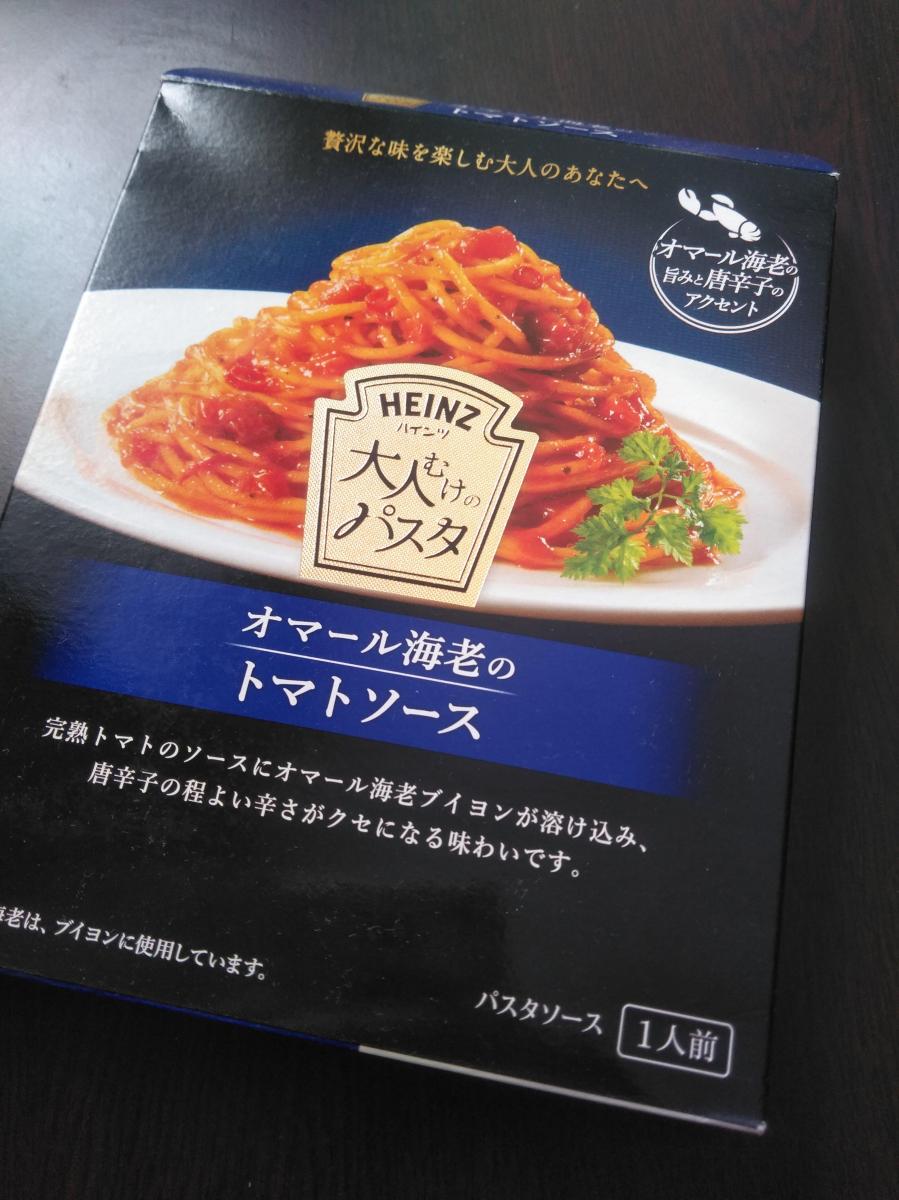 トマトソース
贅沢な味を楽しむ大人のあなたへ
オマール海老の
旨みと唐辛子の
アクセント
HEINZ
ハインツ
大人むけの
パスタ
オマール海老の
トマトソース
完熟トマトのソースにオマール海老ブイヨンが溶け込み、
唐辛子の程よい辛さがクセになる味わいです。
海老は、ブイヨンに使用しています。
パスタソース
1人前